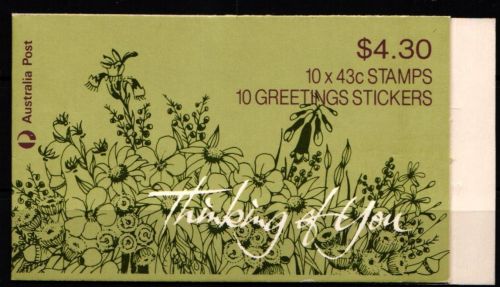 Australia Post
$4.30
10 x 43c STAMPS
10 GREETINGS STICKERS
Thinking of You